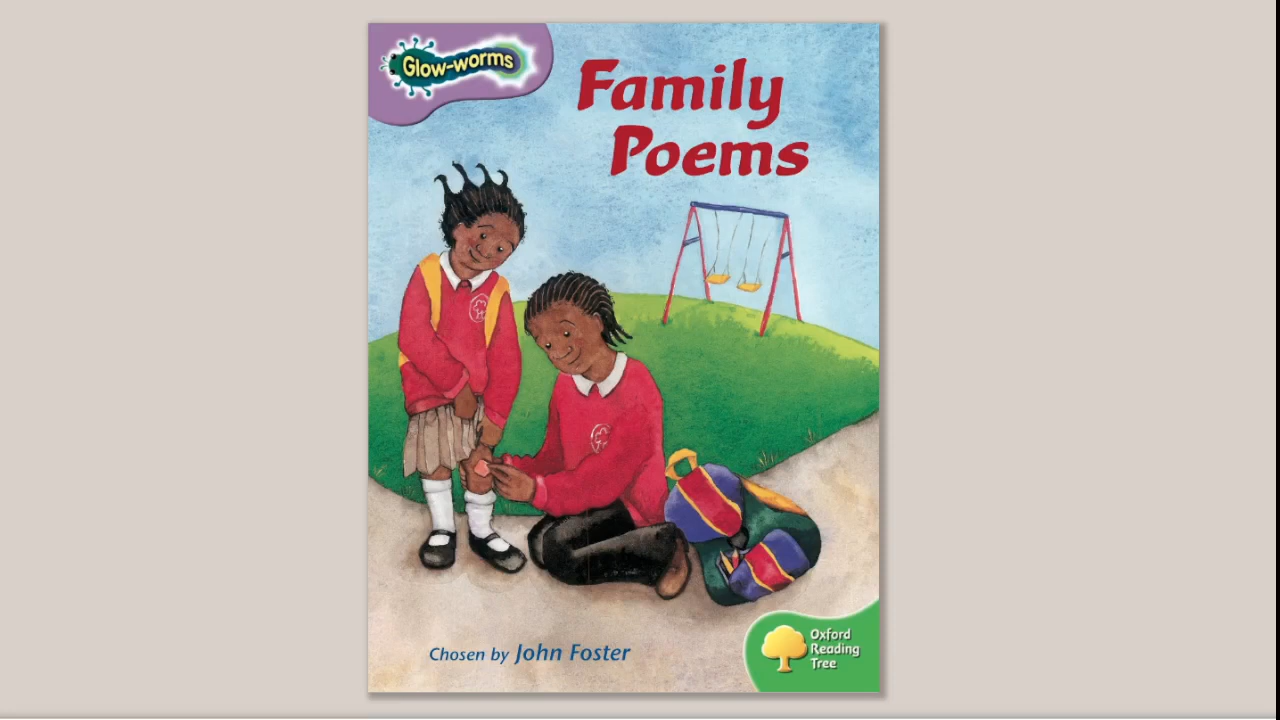 Glow-worms
Family
Poems
Chosen by John Foster
Oxford
Reading
Tree